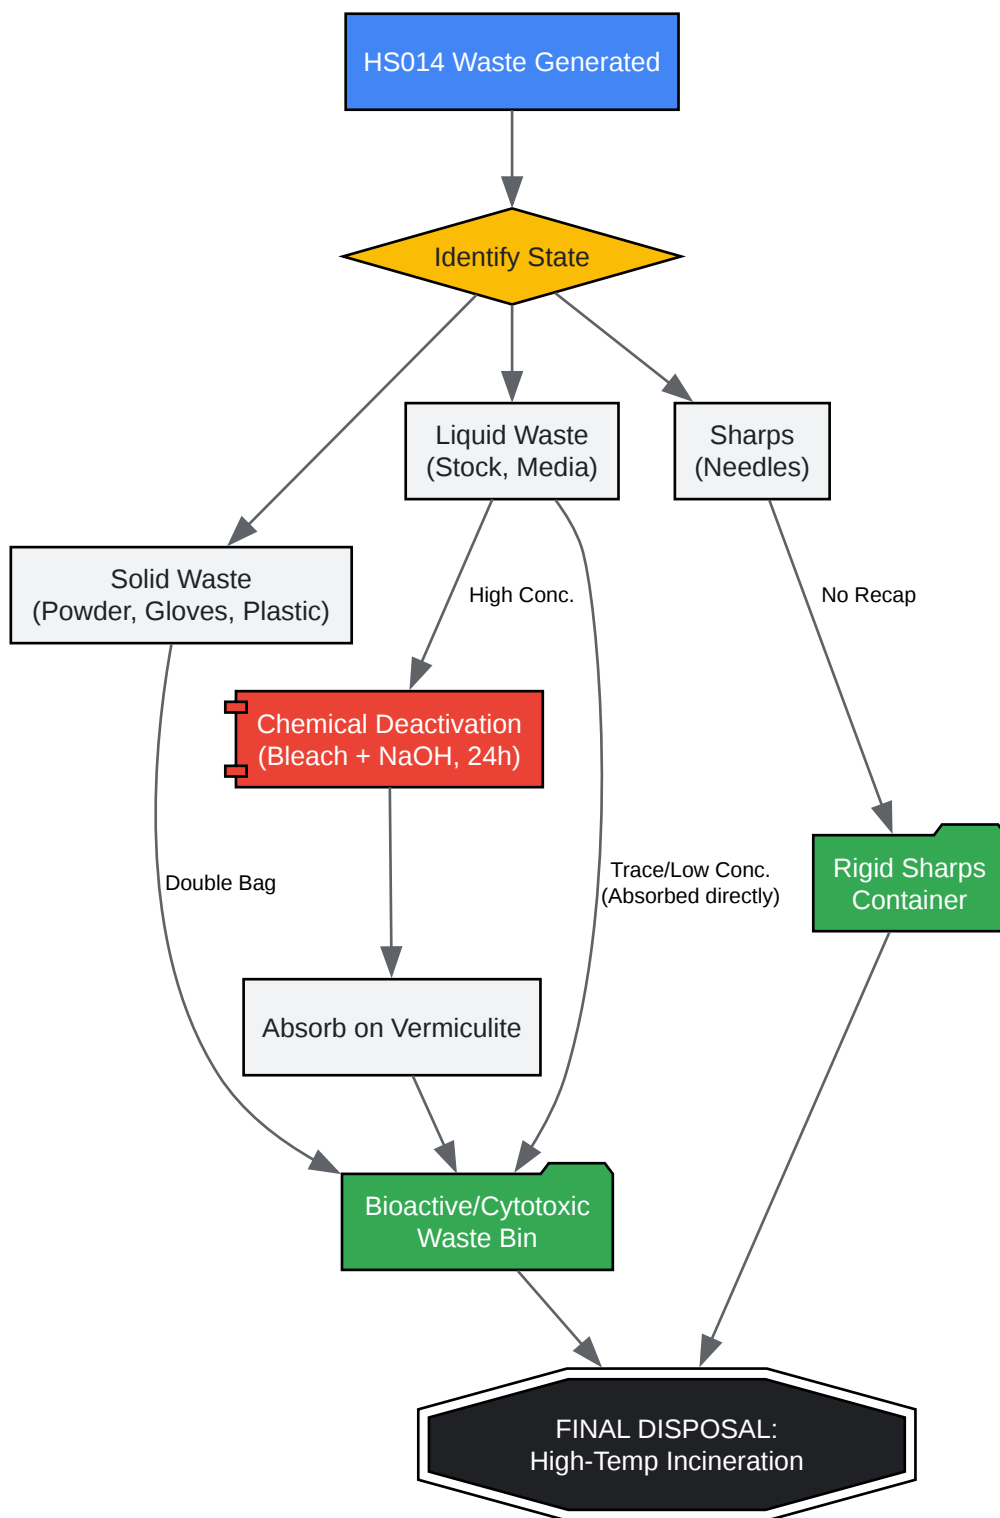 HS014 Waste Generated
Identify State
Liquid Waste
(Stock, Media)
Sharps
(Needles)
Solid Waste
(Powder, Gloves, Plastic)
High Conc.
No Recap
Chemical Deactivation
(Bleach + NaOH, 24h)
Double Bag
Trace/Low Conc.
(Absorbed directly)
Rigid Sharps
Container
Absorb on Vermiculite
Bioactive/Cytotoxic
Waste Bin
FINAL DISPOSAL:
High-Temp Incineration